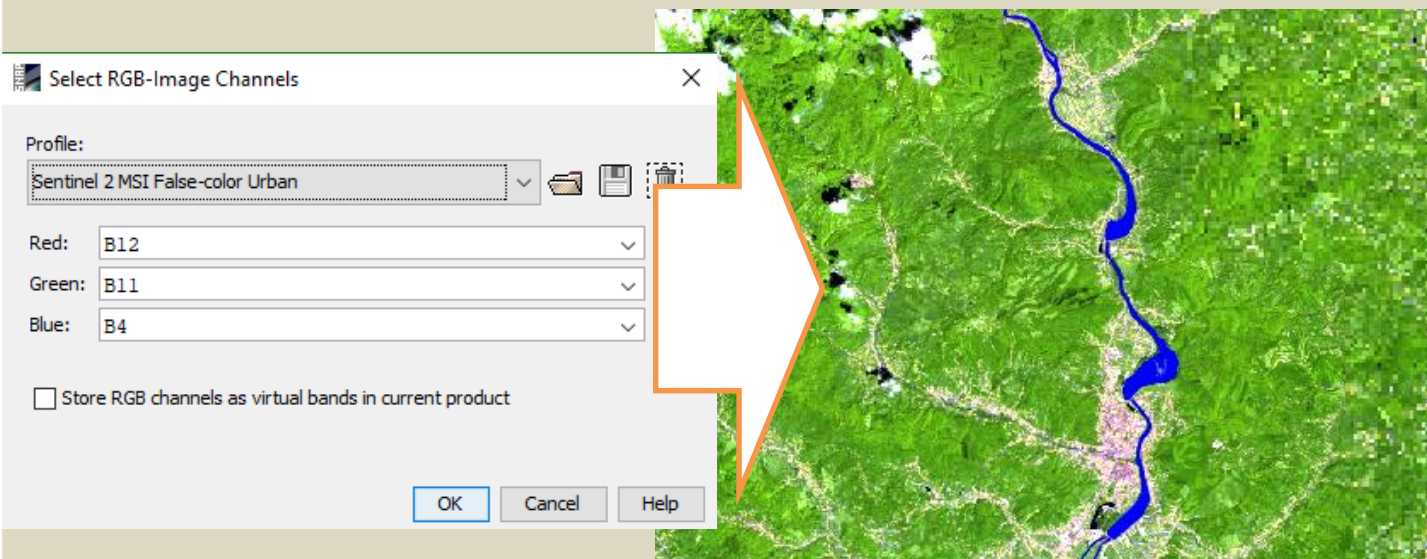 SNAP
Select RGB-Image Channels
Profile:
Sentinel 2 MSI False-color Urban
Red: B12
Green: B11
Blue: B4
Store RGB channels as virtual bands in current product
OK Cancel Help